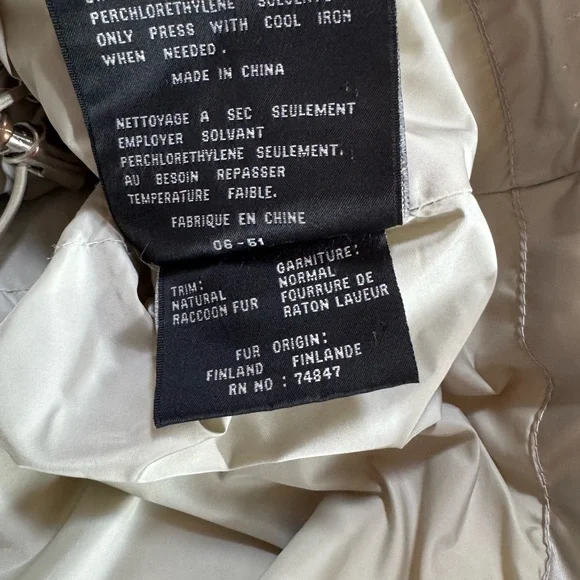 PERCHLORETHYLENE SOLVENT.
ONLY PRESS WITH COOL IRON
WHEN NEEDED.
MADE IN CHINA
NETTOYAGE A SEC SEULEMENT
EMPLOYER SOLVANT
PERCHLORETHYLENE SEULEMENT.
AU BESOIN REPASSER
TEMPERATURE FAIBLE.
FABRIQUE EN CHINE
06-51
TRIM:
NATURAL
RACCOON FUR
GARNITURE:
NORMAL
FOURRURE DE
RATON LAVEUR
FUR ORIGIN:
FINLAND FINLANDE
RN NO : 74847